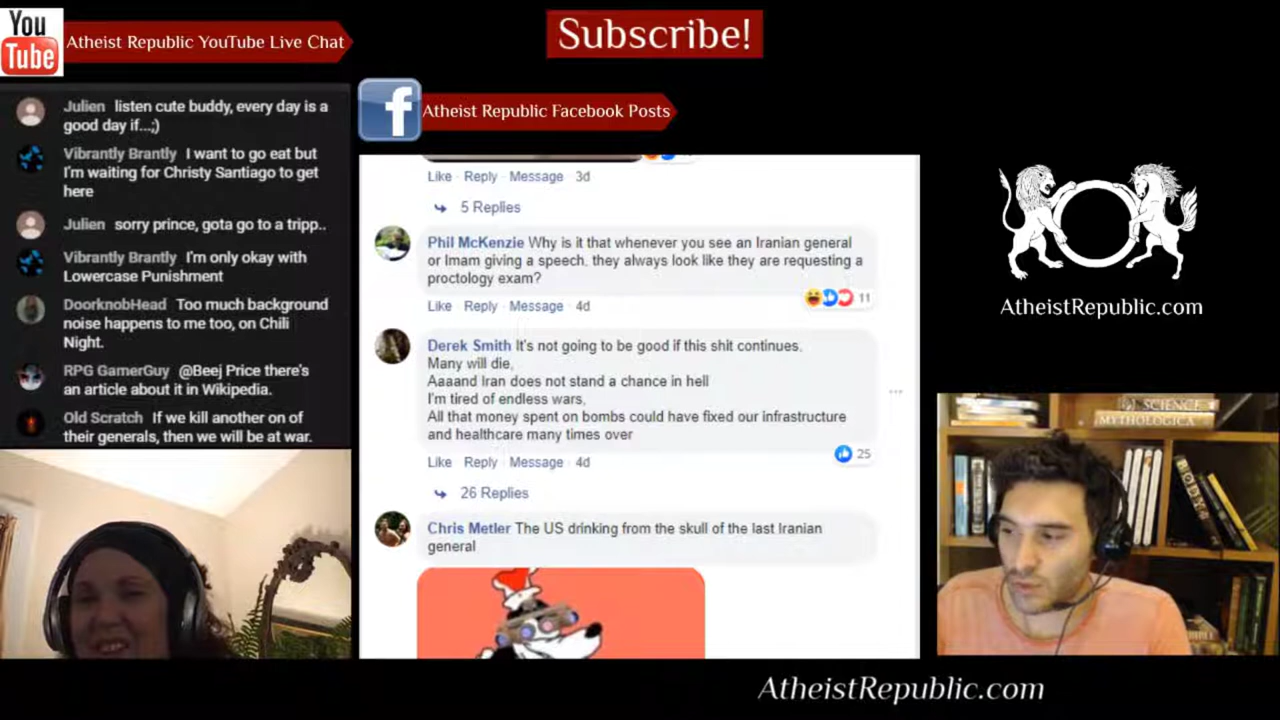 You
Tube
Atheist Republic YouTube Live Chat
Subscribe!
Julien listen cute buddy, every day is a
good day if...;)
Vibrantly Brantly I want to go eat but
I'm waiting for Christy Santiago to get
here
Julien sorry prince, gota go to a tripp..
Vibrantly Brantly I'm only okay with
Lowercase Punishment
DoorknobHead Too much background
noise happens to me too, on Chili
Night.
RPG GamerGuy @Beej Price there's
an article about it in Wikipedia.
Old Scratch If we kill another on of
their generals, then we will be at war.
f
Atheist Republic Facebook Posts
Like · Reply · Message · 3d
5 Replies
Phil McKenzie Why is it that whenever you see an Iranian general
or Imam giving a speech, they always look like they are requesting a
proctology exam?
11
Like · Reply · Message · 4d
Derek Smith It's not going to be good if this shit continues,
Many will die,
Aaaand Iran does not stand a chance in hell
I'm tired of endless wars,
All that money spent on bombs could have fixed our infrastructure
and healthcare many times over
25
Like · Reply · Message · 4d
26 Replies
Chris Metler The US drinking from the skull of the last Iranian
general
AtheistRepublic.com
SCIENCE
MYTHOLOGICA
AtheistRepublic.com